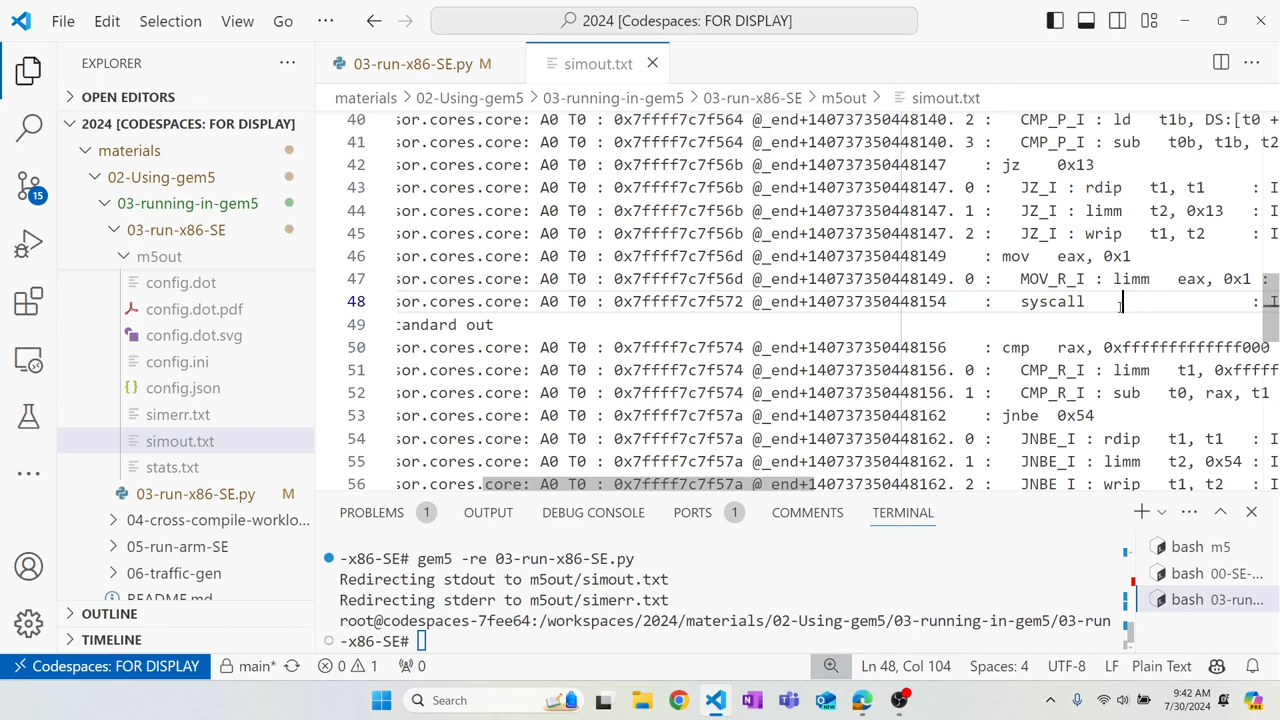 File Edit Selection View Go ··· 2024 [Codespaces: FOR DISPLAY]
EXPLORER
OPEN EDITORS
2024 [CODESPACES: FOR DISPLAY]
materials
02-Using-gem5
03-running-in-gem5
03-run-x86-SE
m5out
config.dot
config.dot.pdf
config.dot.svg
config.ini
config.json
simerr.txt
simout.txt
stats.txt
03-run-x86-SE.py M
04-cross-compile-worklo...
05-run-arm-SE
06-traffic-gen
README.md
OUTLINE
TIMELINE
15
03-run-x86-SE.py M simout.txt
materials > 02-Using-gem5 > 03-running-in-gem5 > 03-run-x86-SE > m5out > simout.txt
40 sor.cores.core: A0 T0 : 0x7ffff7c7f564 @_end+140737350448140. 2 : CMP_P_I : ld t1b, DS:[t0 +
41 sor.cores.core: A0 T0 : 0x7ffff7c7f564 @_end+140737350448140. 3 : CMP_P_I : sub t0b, t1b, t2
42 sor.cores.core: A0 T0 : 0x7ffff7c7f56b @_end+140737350448147 : jz 0x13
43 sor.cores.core: A0 T0 : 0x7ffff7c7f56b @_end+140737350448147. 0 : JZ_I : rdip t1, t1 : I
44 sor.cores.core: A0 T0 : 0x7ffff7c7f56b @_end+140737350448147. 1 : JZ_I : limm t2, 0x13 : I
45 sor.cores.core: A0 T0 : 0x7ffff7c7f56b @_end+140737350448147. 2 : JZ_I : wrip t1, t2 : I
46 sor.cores.core: A0 T0 : 0x7ffff7c7f56d @_end+140737350448149 : mov eax, 0x1
47 sor.cores.core: A0 T0 : 0x7ffff7c7f56d @_end+140737350448149. 0 : MOV_R_I : limm eax, 0x1 :
48 sor.cores.core: A0 T0 : 0x7ffff7c7f572 @_end+140737350448154 : syscall : I
49 tandard out
50 sor.cores.core: A0 T0 : 0x7ffff7c7f574 @_end+140737350448156 : cmp rax, 0xfffffffffffff000
51 sor.cores.core: A0 T0 : 0x7ffff7c7f574 @_end+140737350448156. 0 : CMP_R_I : limm t1, 0xfffff
52 sor.cores.core: A0 T0 : 0x7ffff7c7f574 @_end+140737350448156. 1 : CMP_R_I : sub t0, rax, t1
53 sor.cores.core: A0 T0 : 0x7ffff7c7f57a @_end+140737350448162 : jnbe 0x54
54 sor.cores.core: A0 T0 : 0x7ffff7c7f57a @_end+140737350448162. 0 : JNBE_I : rdip t1, t1 : I
55 sor.cores.core: A0 T0 : 0x7ffff7c7f57a @_end+140737350448162. 1 : JNBE_I : limm t2, 0x54 : I
56 sor.cores.core: A0 T0 : 0x7ffff7c7f57a @_end+140737350448162. 2 : JNBE_I : wrip t1, t2 : I
PROBLEMS 1 OUTPUT DEBUG CONSOLE PORTS 1 COMMENTS TERMINAL
-x86-SE# gem5 -re 03-run-x86-SE.py
Redirecting stdout to m5out/simout.txt
Redirecting stderr to m5out/simerr.txt
root@codespaces-7fee64:/workspaces/2024/materials/02-Using-gem5/03-running-in-gem5/03-run
-x86-SE#
bash m5
bash 00-SE-...
bash 03-run...
Codespaces: FOR DISPLAY main* 0 1 0 Ln 48, Col 104 Spaces: 4 UTF-8 LF Plain Text
Search
9:42 AM
7/30/2024